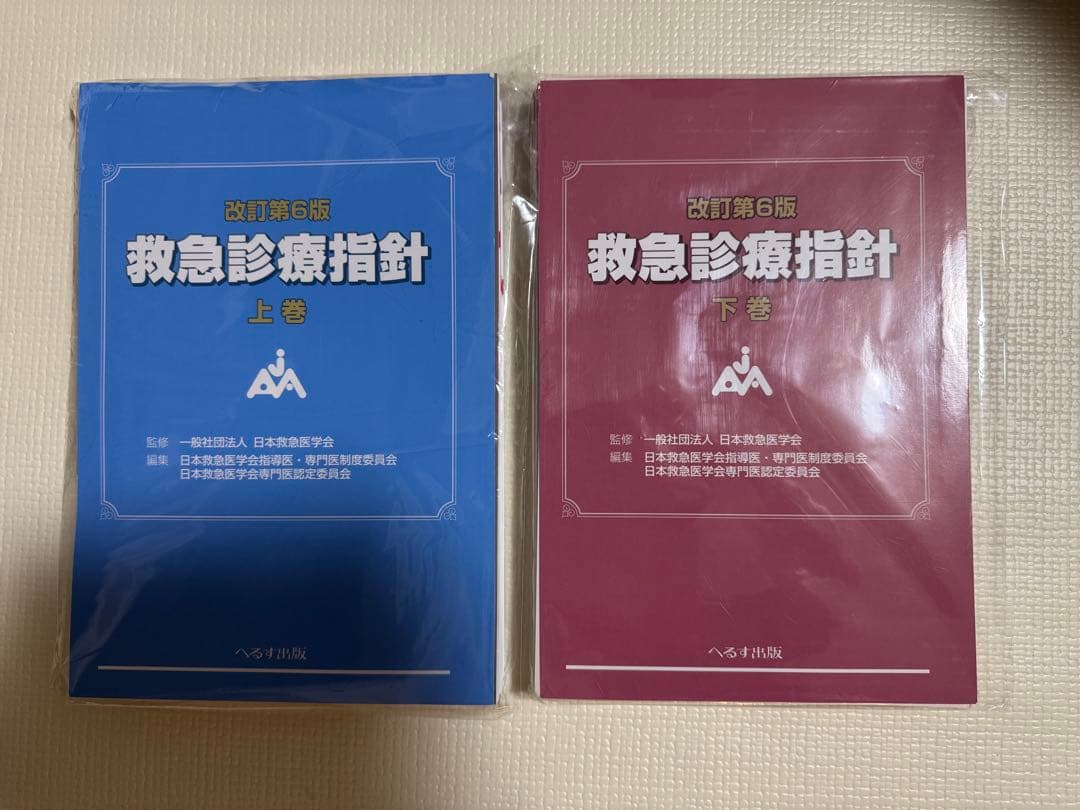 改訂第6版
救急診療指針
上巻
監修 一般社団法人 日本救急医学会
編集 日本救急医学会指導医・専門医制度委員会
日本救急医学会専門医認定委員会
へるす出版
改訂第6版
救急診療指針
下巻
監修 一般社団法人 日本救急医学会
編集 日本救急医学会指導医・専門医制度委員会
日本救急医学会専門医認定委員会
へるす出版